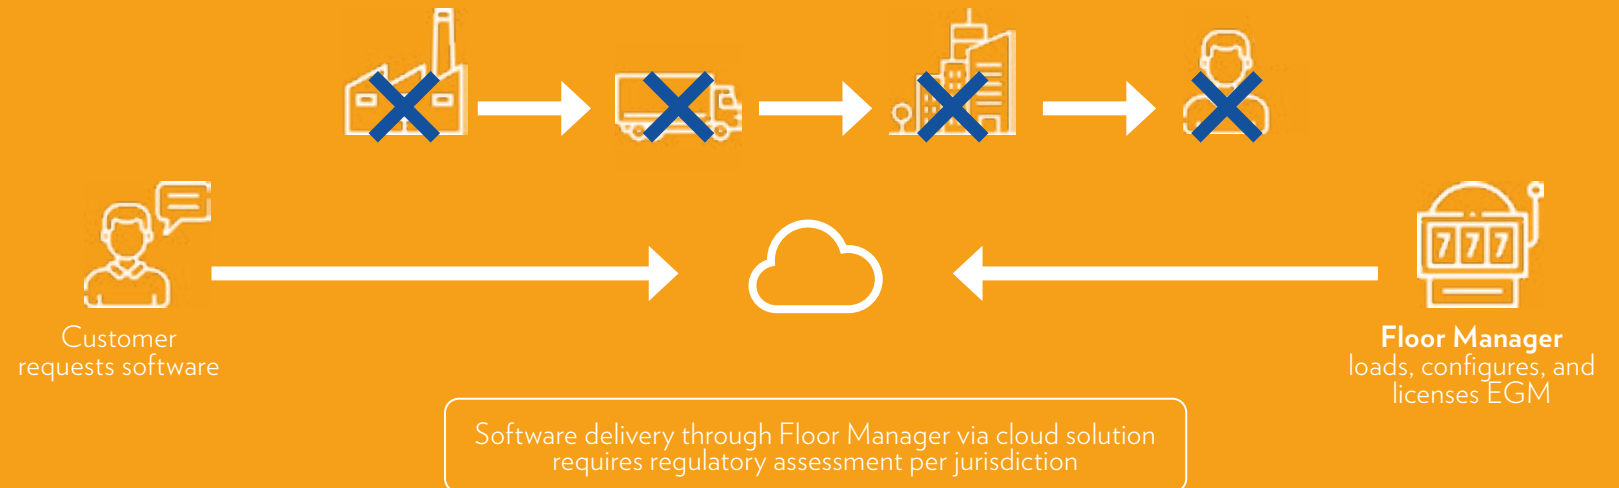 777
Customer
requests software
Floor Manager
loads, configures, and
licenses EGM
Software delivery through Floor Manager via cloud solution
requires regulatory assessment per jurisdiction